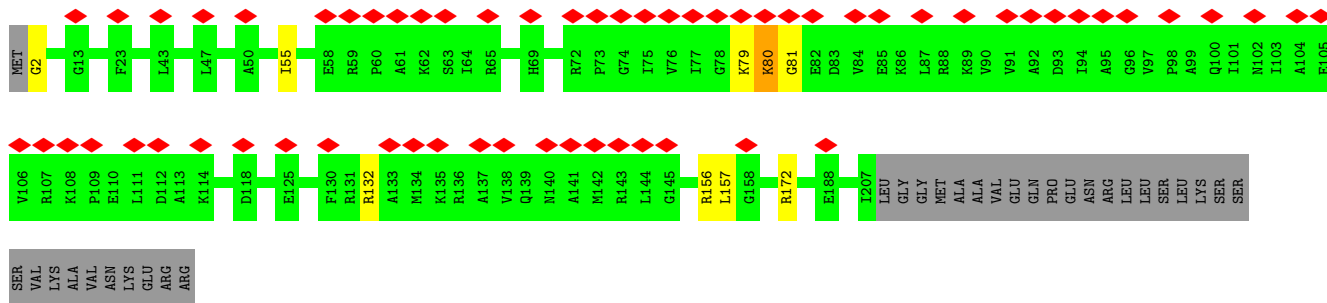 MET G2 G13 F23 L43 L47 A50 I55 E58 R59 P60 A61 K62 S63 I64 R65 H69 R72 P73 G74 I75 V76 I77 G78 K79 K80 G81 E82 D83 V84 E85 K86 L87 R88 K89 V90 V91 A92 D93 I94 A95 G96 V97 P98 A99 Q100 I101 N102 I103 A104 E105
V106 R107 K108 P109 E110 L111 D112 A113 K114 D118 E125 F130 R131 R132 A133 M134 K135 R136 A137 V138 Q139 N140 A141 M142 R143 L144 G145 R156 L157 G158 R172 E188 I207 LEU GLY GLY MET ALA ALA VAL GLU GLN PRO GLU ASN ARG LEU LEU SER LEU LYS SER SER
SER VAL LYS ALA VAL ASN LYS GLU ARG ARG